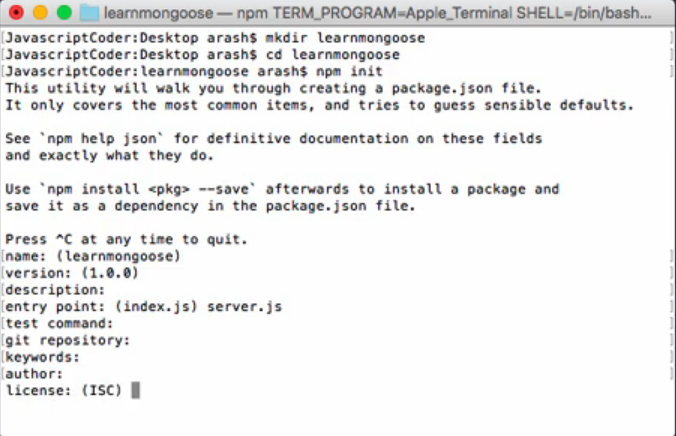 learnmongoose — npm TERM_PROGRAM=Apple_Terminal SHELL=/bin/bash...
[JavascriptCoder:Desktop arash$ mkdir learnmongoose
[JavascriptCoder:Desktop arash$ cd learnmongoose
[JavascriptCoder:learnmongoose arash$ npm init
This utility will walk you through creating a package.json file.
It only covers the most common items, and tries to guess sensible defaults.
See `npm help json` for definitive documentation on these fields
and exactly what they do.
Use `npm install <pkg> --save` afterwards to install a package and
save it as a dependency in the package.json file.
Press ^C at any time to quit.
[name: (learnmongoose)
[version: (1.0.0)
[description:
[entry point: (index.js) server.js
[test command:
[git repository:
[keywords:
[author:
license: (ISC)